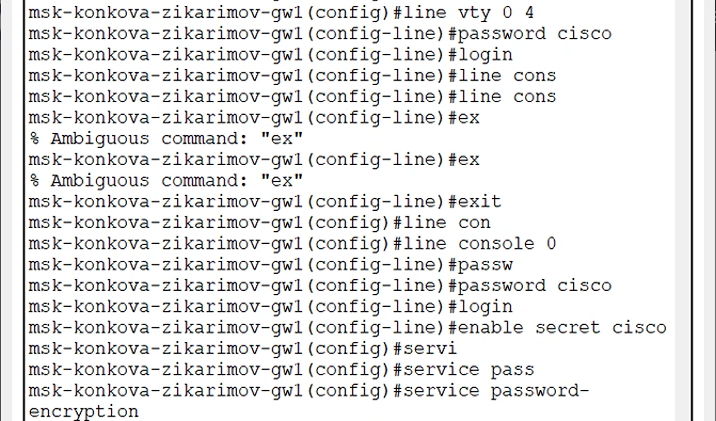 msk-konkova-zikarimov-gw1(config)#line vty 0 4
msk-konkova-zikarimov-gw1(config-line)#password cisco
msk-konkova-zikarimov-gw1(config-line)#login
msk-konkova-zikarimov-gw1(config-line)#line cons
msk-konkova-zikarimov-gw1(config-line)#line cons
msk-konkova-zikarimov-gw1(config-line)#ex
% Ambiguous command: "ex"
msk-konkova-zikarimov-gw1(config-line)#ex
% Ambiguous command: "ex"
msk-konkova-zikarimov-gw1(config-line)#exit
msk-konkova-zikarimov-gw1(config)#line con
msk-konkova-zikarimov-gw1(config)#line console 0
msk-konkova-zikarimov-gw1(config-line)#passw
msk-konkova-zikarimov-gw1(config-line)#password cisco
msk-konkova-zikarimov-gw1(config-line)#login
msk-konkova-zikarimov-gw1(config-line)#enable secret cisco
msk-konkova-zikarimov-gw1(config)#servi
msk-konkova-zikarimov-gw1(config)#service pass
msk-konkova-zikarimov-gw1(config)#service password-
encryption